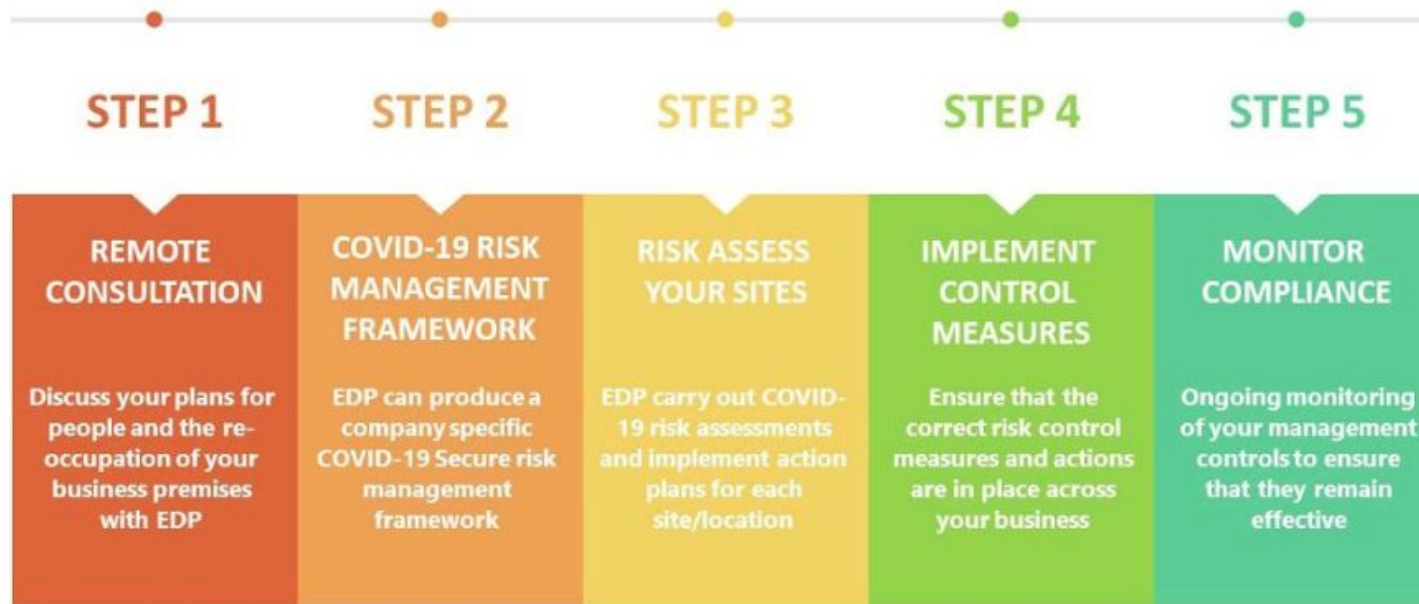 STEP 1
STEP 2
STEP 3
STEP 4
STEP 5
REMOTE
CONSULTATION
Discuss your plans for
people and the re-
occupation of your
business premises
with EDP
COVID-19 RISK
MANAGEMENT
FRAMEWORK
EDP can produce a
company specific
COVID-19 Secure risk
management
framework
RISK ASSESS
YOUR SITES
EDP carry out COVID-
19 risk assessments
and implement action
plans for each
site/location
IMPLEMENT
CONTROL
MEASURES
Ensure that the
correct risk control
measures and actions
are in place across
your business
MONITOR
COMPLIANCE
Ongoing monitoring
of your management
controls to ensure
that they remain
effective